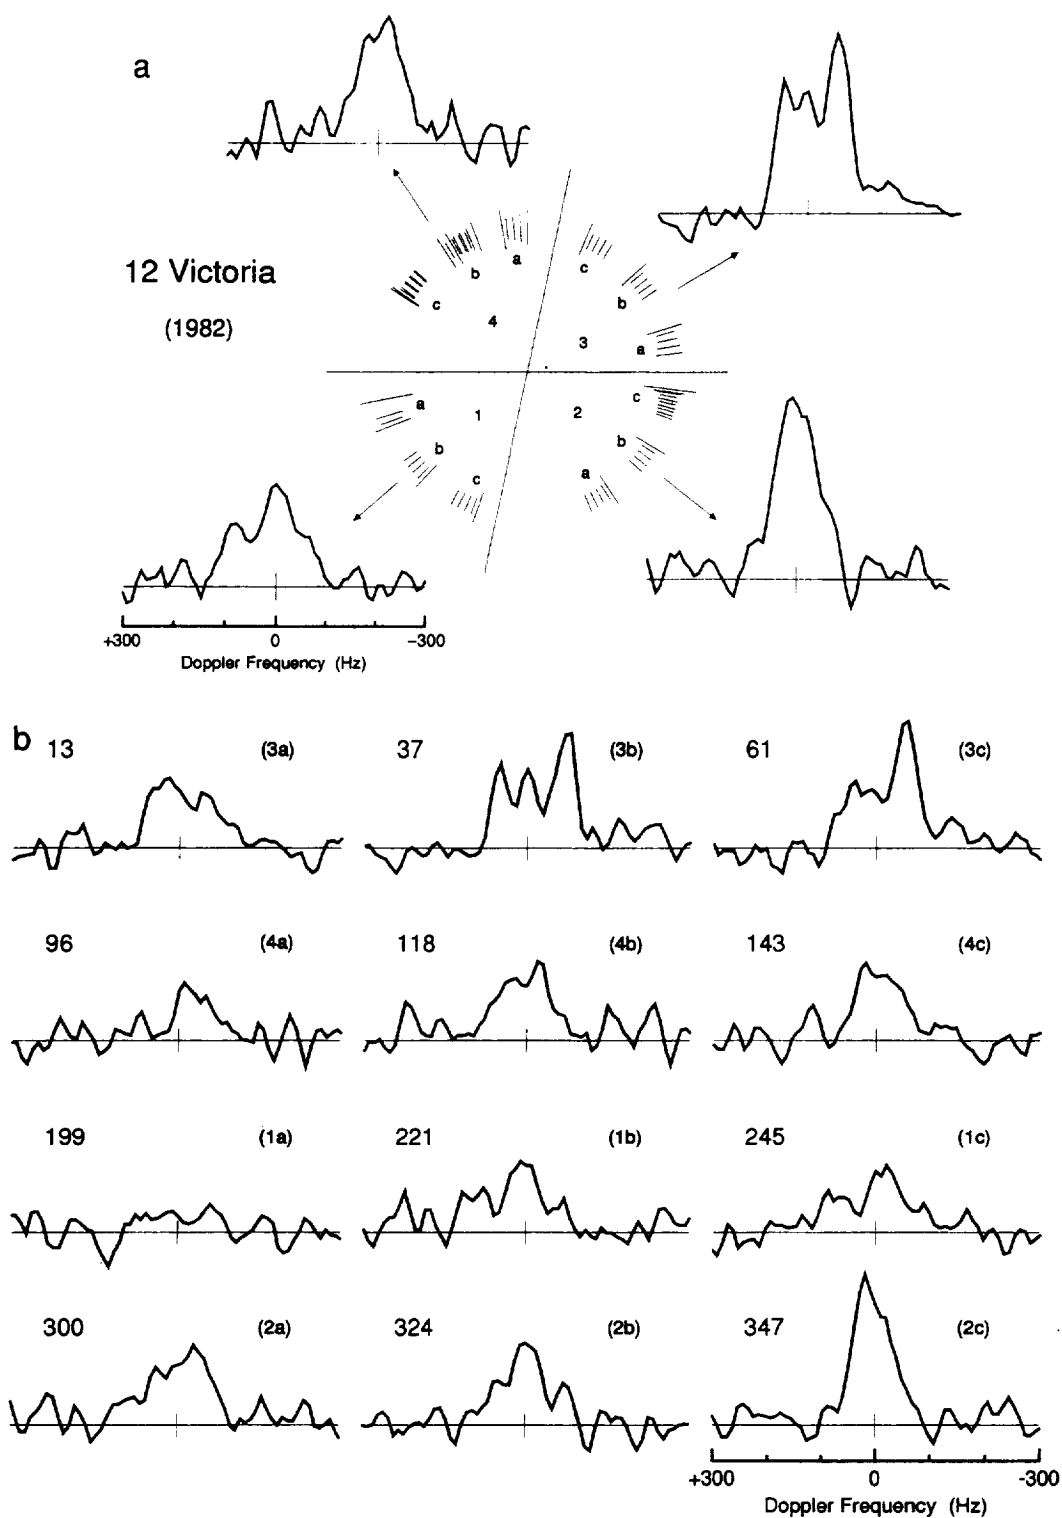 a
12 Victoria
(1982)
c b a c b a
4 3
a b c 1
c b a 2
+300 0 −300
Doppler Frequency (Hz)
b
13 (3a) 37 (3b) 61 (3c)
96 (4a) 118 (4b) 143 (4c)
199 (1a) 221 (1b) 245 (1c)
300 (2a) 324 (2b) 347 (2c)
+300 0 -300
Doppler Frequency (Hz)